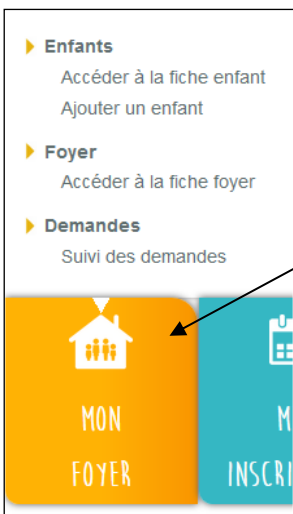 Enfants
Accéder à la fiche enfant
Ajouter un enfant
Foyer
Accéder à la fiche foyer
Demandes
Suivi des demandes
MON
FOYER
M
INSCRI